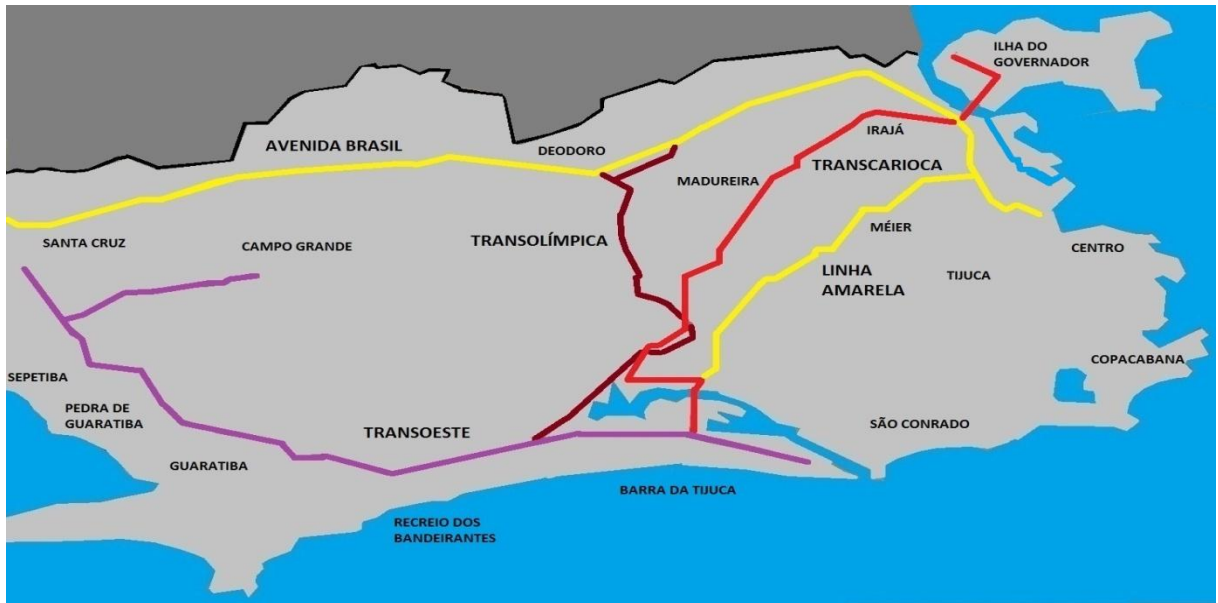 ILHA DO
GOVERNADOR
IRAJÁ
AVENIDA BRASIL
DEODORO
TRANSCARIOCA
MADUREIRA
MÉIER
SANTA CRUZ
CAMPO GRANDE
TRANSOLÍMPICA
CENTRO
LINHA
AMARELA
TIJUCA
COPACABANA
SEPETIBA
PEDRA DE
GUARATIBA
TRANSOESTE
SÃO CONRADO
GUARATIBA
BARRA DA TIJUCA
RECREIO DOS
BANDEIRANTES